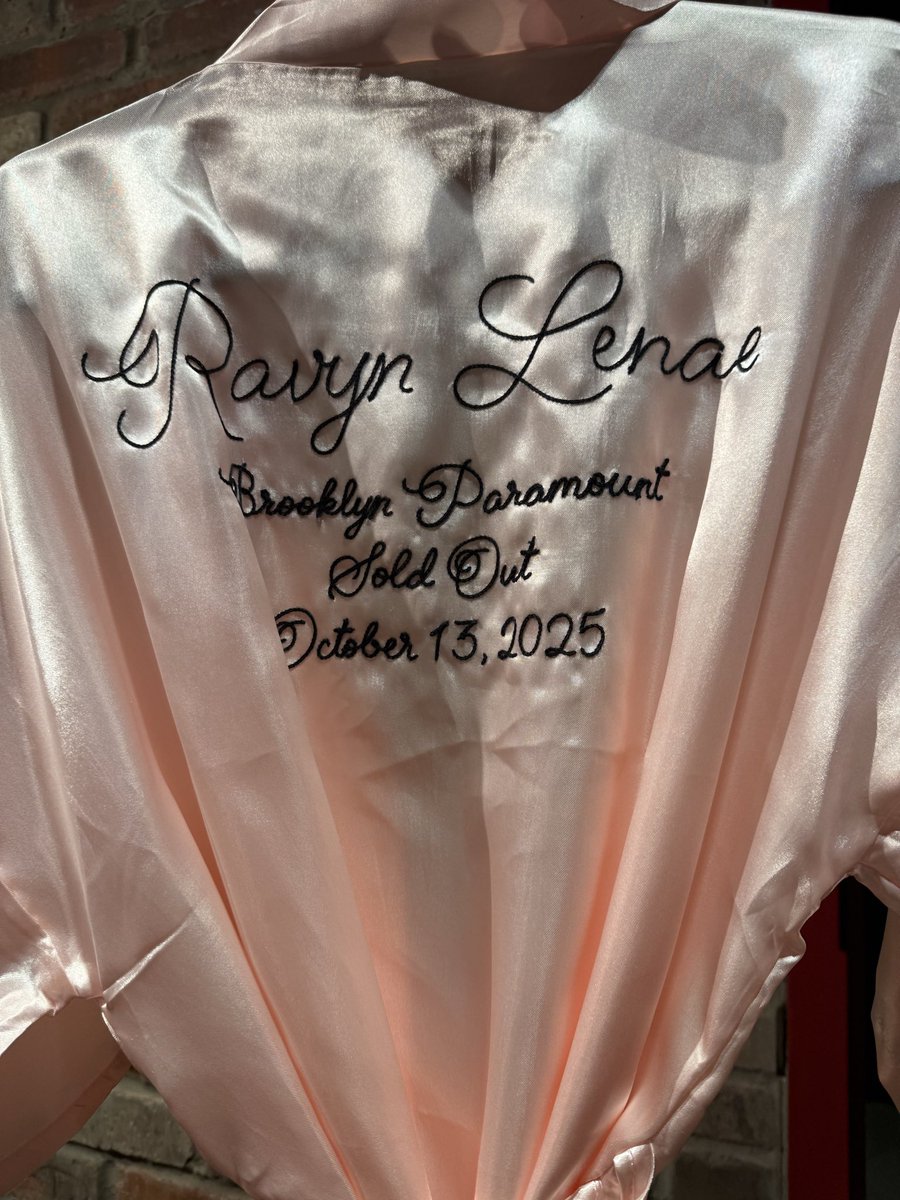 Ravyn Lenae
Brooklyn Paramount
Sold Out
October 13, 2025